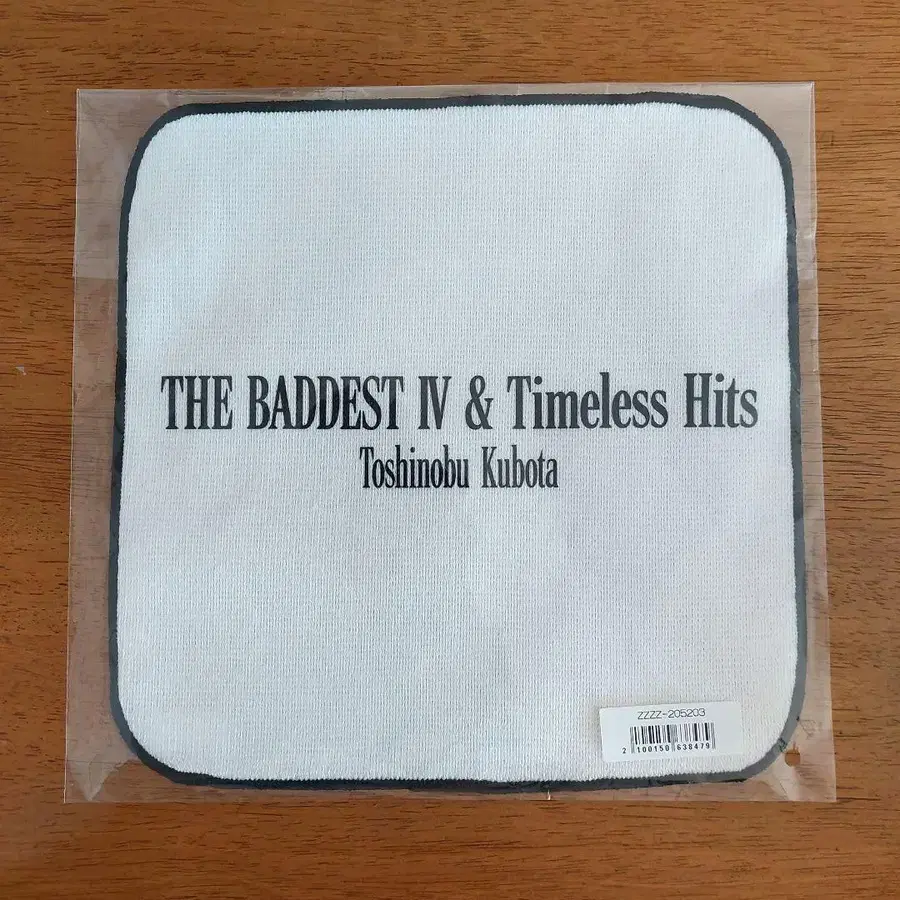 THE BADDEST IV & Timeless Hits
Toshinobu Kubota
ZZZZ-205203
2 100150 638479